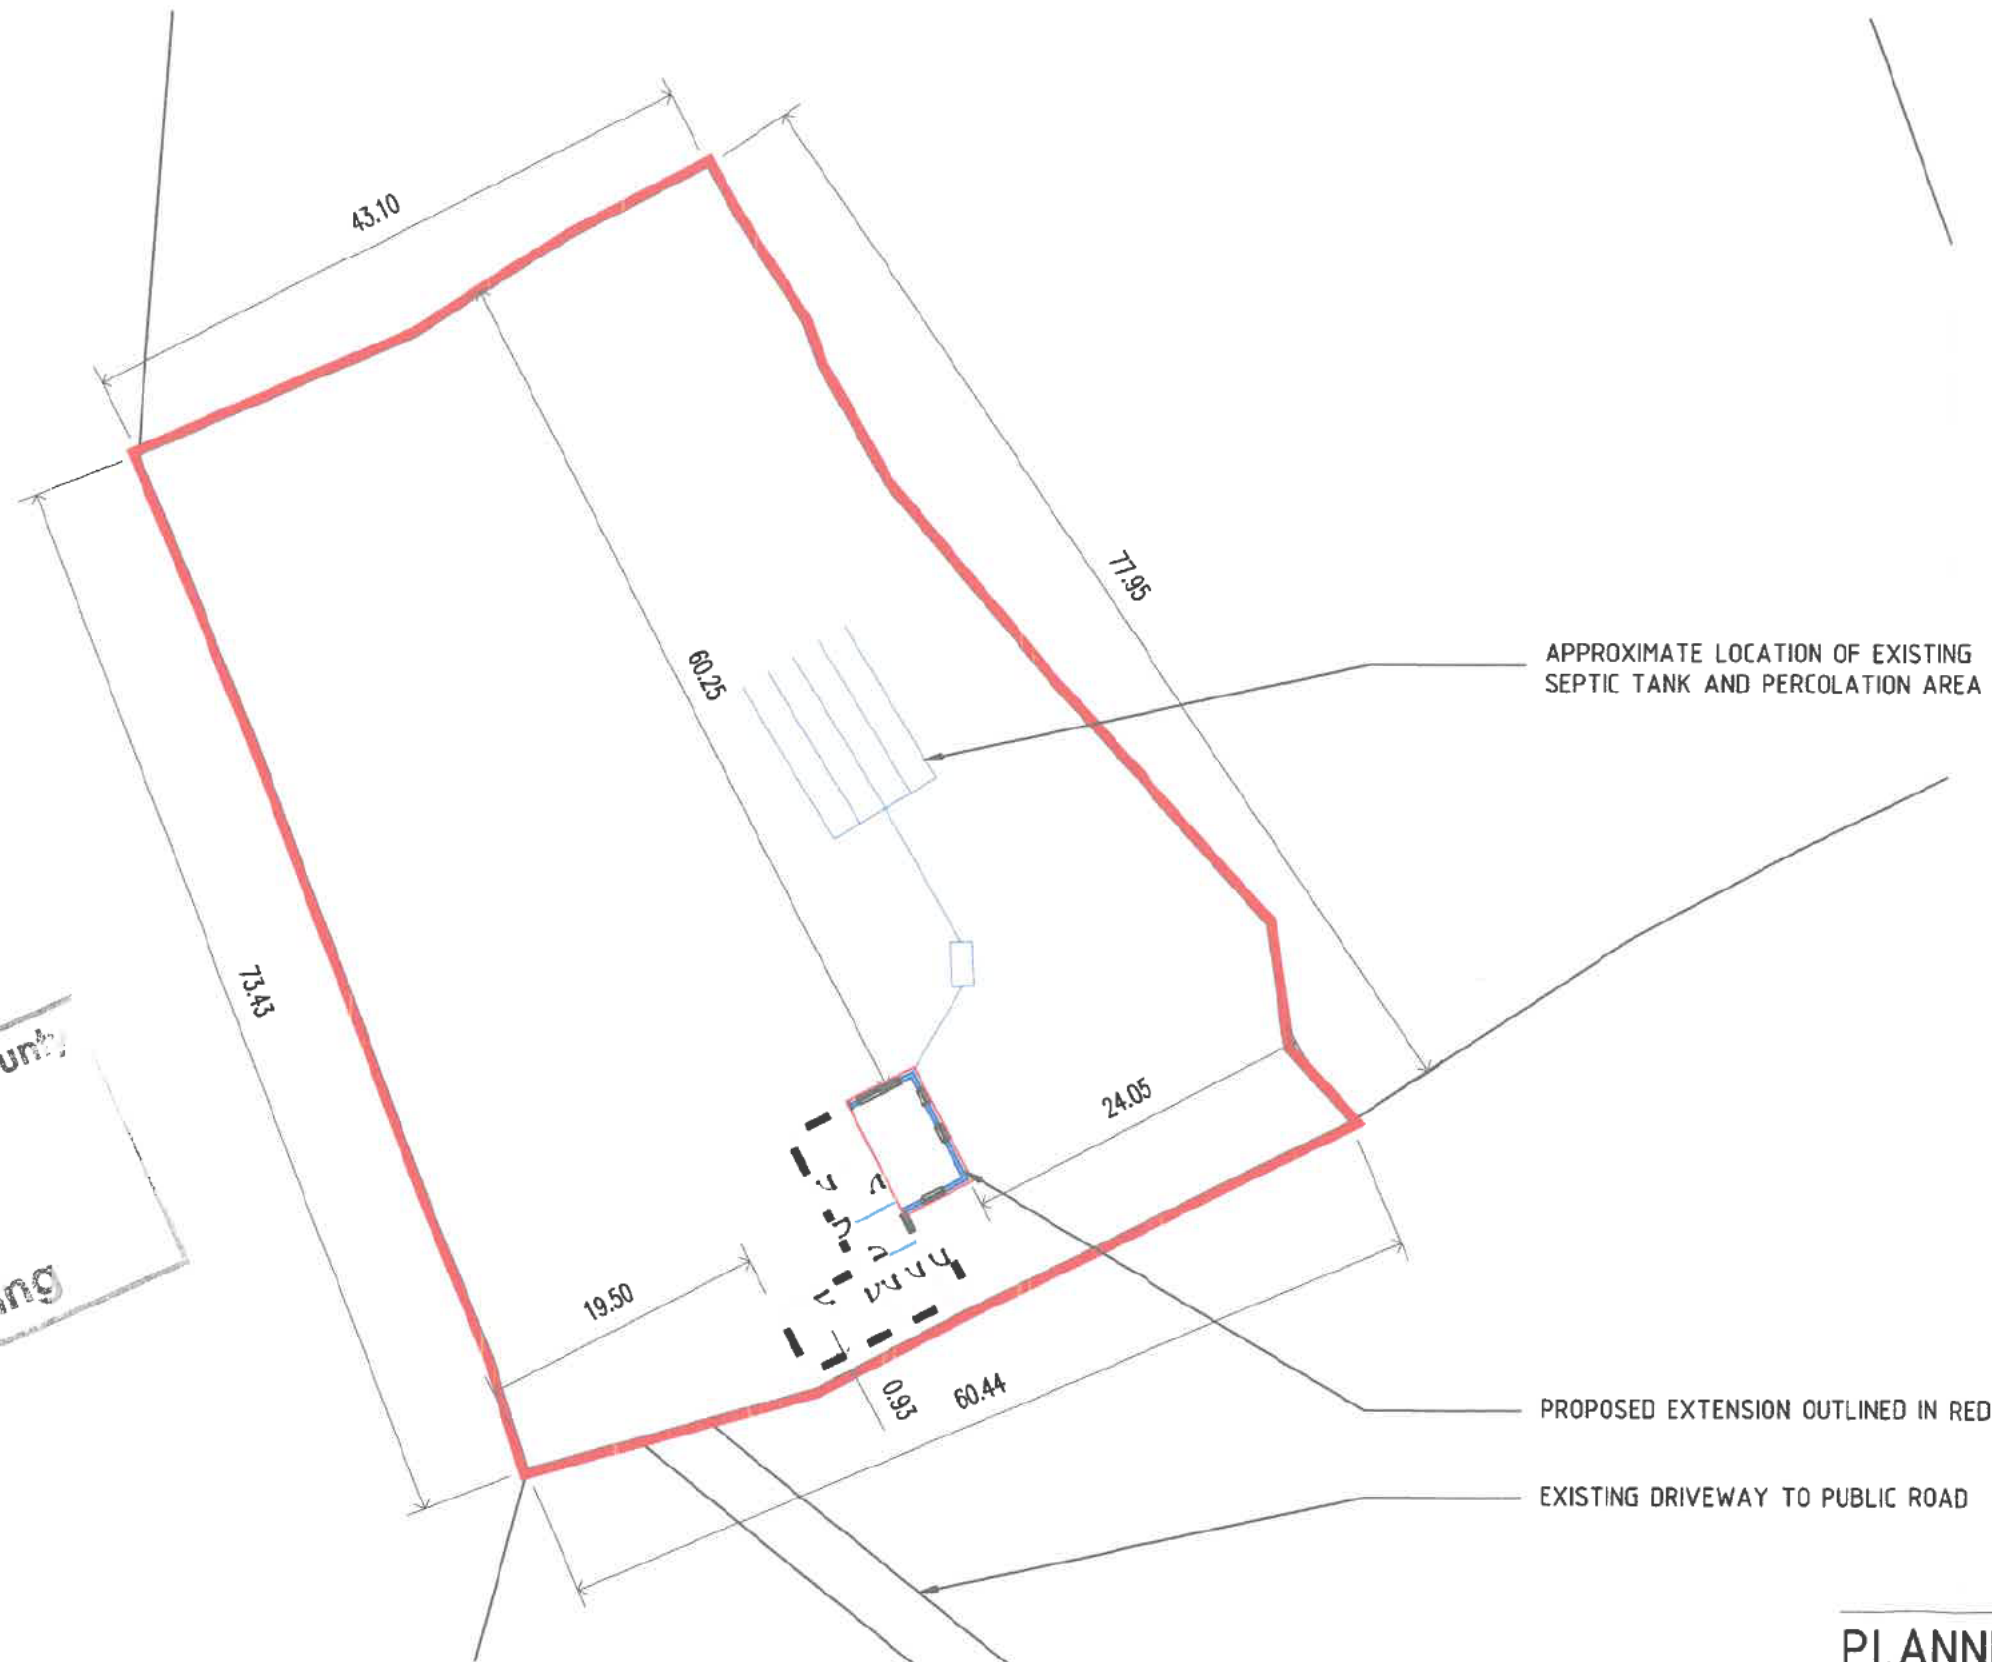 43.10
77.95
APPROXIMATE LOCATION OF EXISTING
SEPTIC TANK AND PERCOLATION AREA
60.25
73.43
24.05
19.50
0.93
60.44
PROPOSED EXTENSION OUTLINED IN RED
EXISTING DRIVEWAY TO PUBLIC ROAD